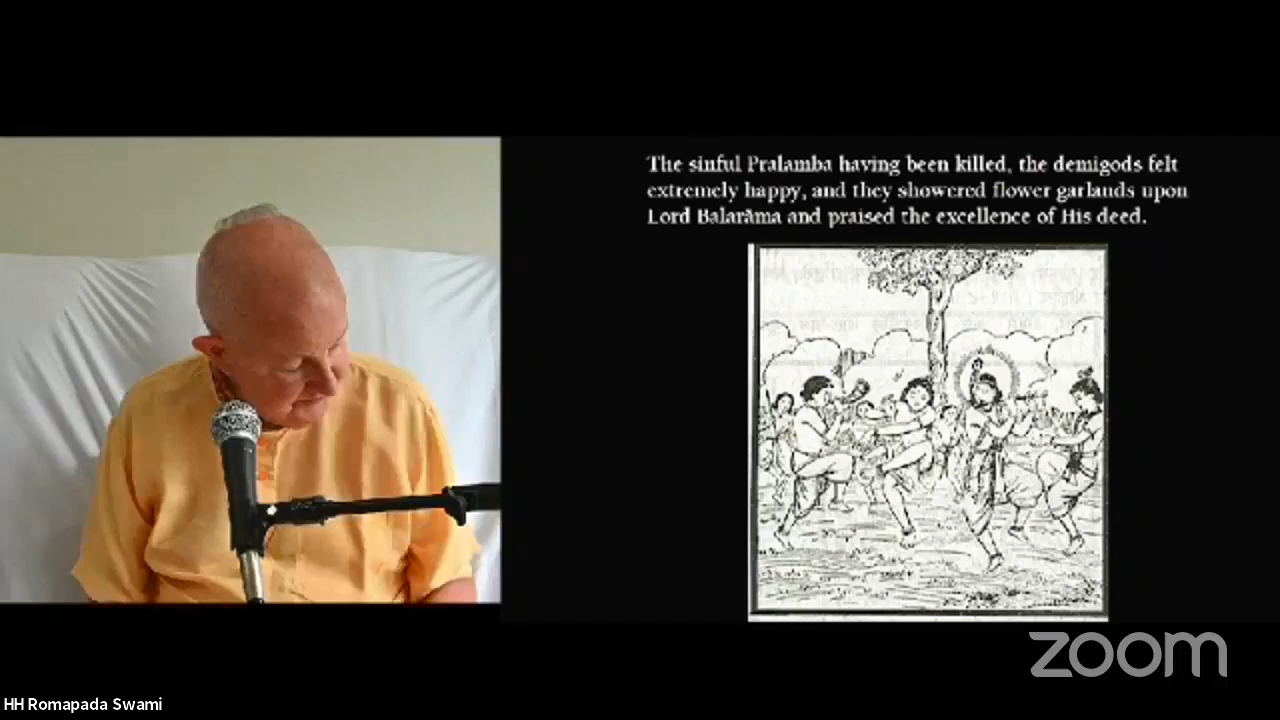 The sinful Pralamba having been killed, the demigods felt
extremely happy, and they showered flower garlands upon
Lord Balarāma and praised the excellence of His deed.
zoom
HH Romapada Swami